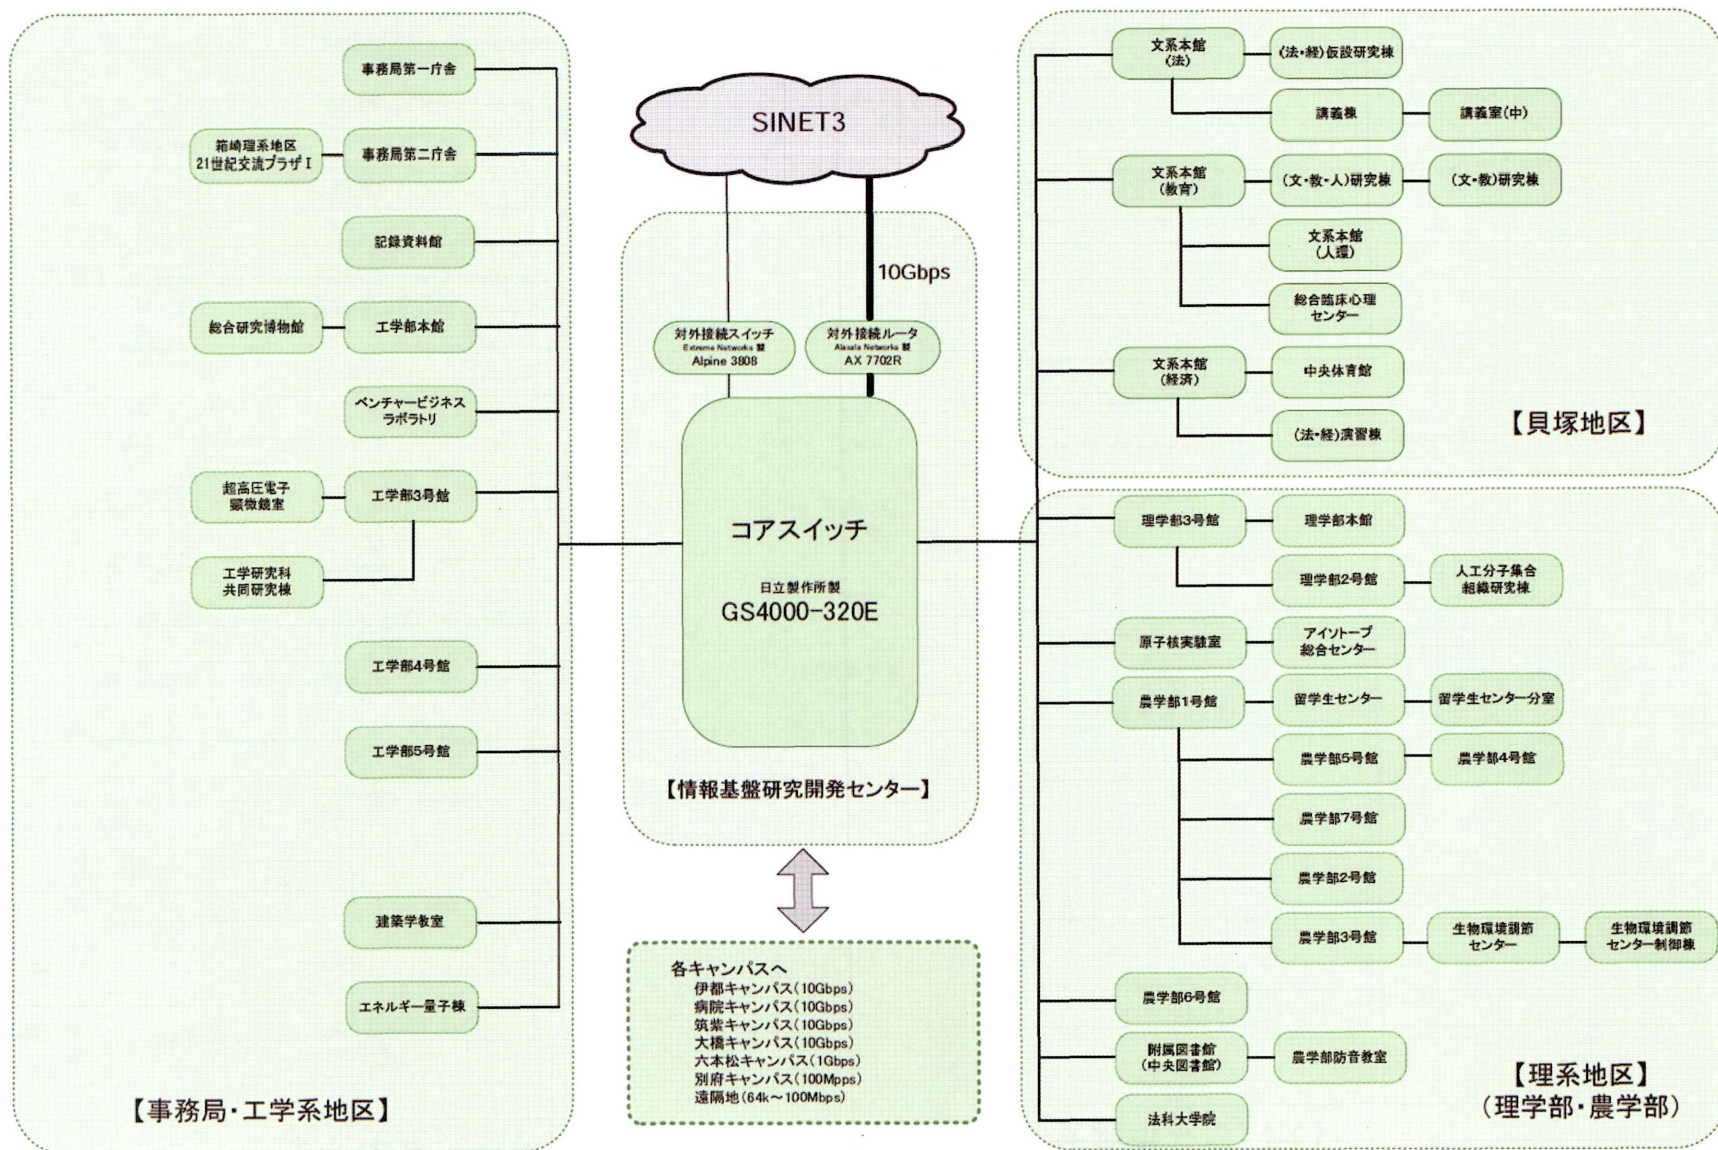 事務局第一庁舎
箱崎理系地区
21世紀交流プラザⅠ
事務局第二庁舎
記録資料館
総合研究博物館
工学部本館
ベンチャービジネス
ラボラトリ
超高圧電子
顕微鏡室
工学部3号館
工学研究科
共同研究棟
工学部4号館
工学部5号館
建築学教室
エネルギー量子棟
【事務局・工学系地区】
SINET3
10Gbps
対外接続スイッチ
Extreme Networks 製
Alpine 3808
対外接続ルータ
Alaxala Networks 製
AX 7702R
コアスイッチ
日立製作所製
GS4000-320E
【情報基盤研究開発センター】
各キャンパスへ
伊都キャンパス(10Gbps)
病院キャンパス(10Gbps)
筑紫キャンパス(10Gbps)
大橋キャンパス(10Gbps)
六本松キャンパス(1Gbps)
別府キャンパス(100Mpps)
遠隔地(64k～100Mbps)
文系本館
(法)
(法・経)仮設研究棟
講義棟
講義室(中)
文系本館
(教育)
(文・教・人)研究棟
(文・教)研究棟
文系本館
(人環)
総合臨床心理
センター
文系本館
(経済)
中央体育館
(法・経)演習棟
【貝塚地区】
理学部3号館
理学部本館
理学部2号館
人工分子集合
組織研究棟
原子核実験室
アイソトープ
総合センター
農学部1号館
留学生センター
留学生センター分室
農学部5号館
農学部4号館
農学部7号館
農学部2号館
農学部3号館
生物環境調節
センター
生物環境調節
センター制御棟
農学部6号館
附属図書館
(中央図書館)
農学部防音教室
法科大学院
【理系地区】
(理学部・農学部)